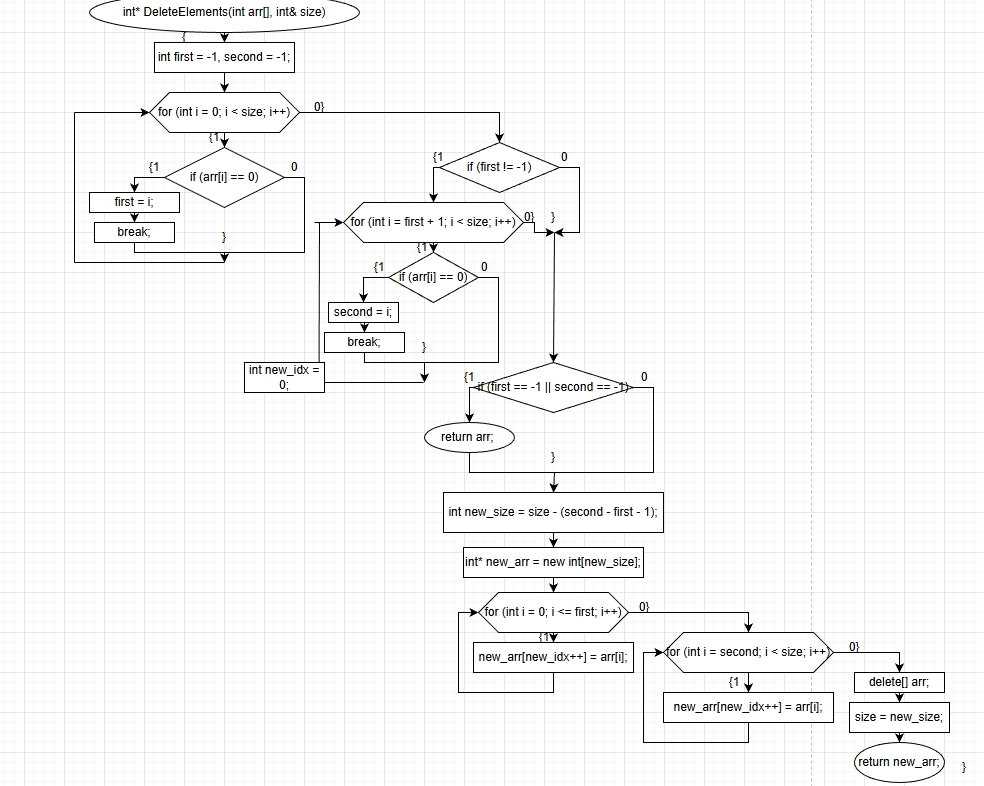 int* DeleteElements(int arr[], int& size)
{
int first = -1, second = -1;
for (int i = 0; i < size; i++)
0}
{1
{1
if (arr[i] == 0)
0
first = i;
break;
}
{1
if (first != -1)
0
for (int i = first + 1; i < size; i++)
0}
}
{1
{1
if (arr[i] == 0)
0
second = i;
break;
}
int new_idx =
0;
{1
if (first == -1 || second == -1)
0
return arr;
}
int new_size = size - (second - first - 1);
int* new_arr = new int[new_size];
for (int i = 0; i <= first; i++)
0}
{1
new_arr[new_idx++] = arr[i];
for (int i = second; i < size; i++)
0}
{1
new_arr[new_idx++] = arr[i];
delete[] arr;
size = new_size;
return new_arr;
}